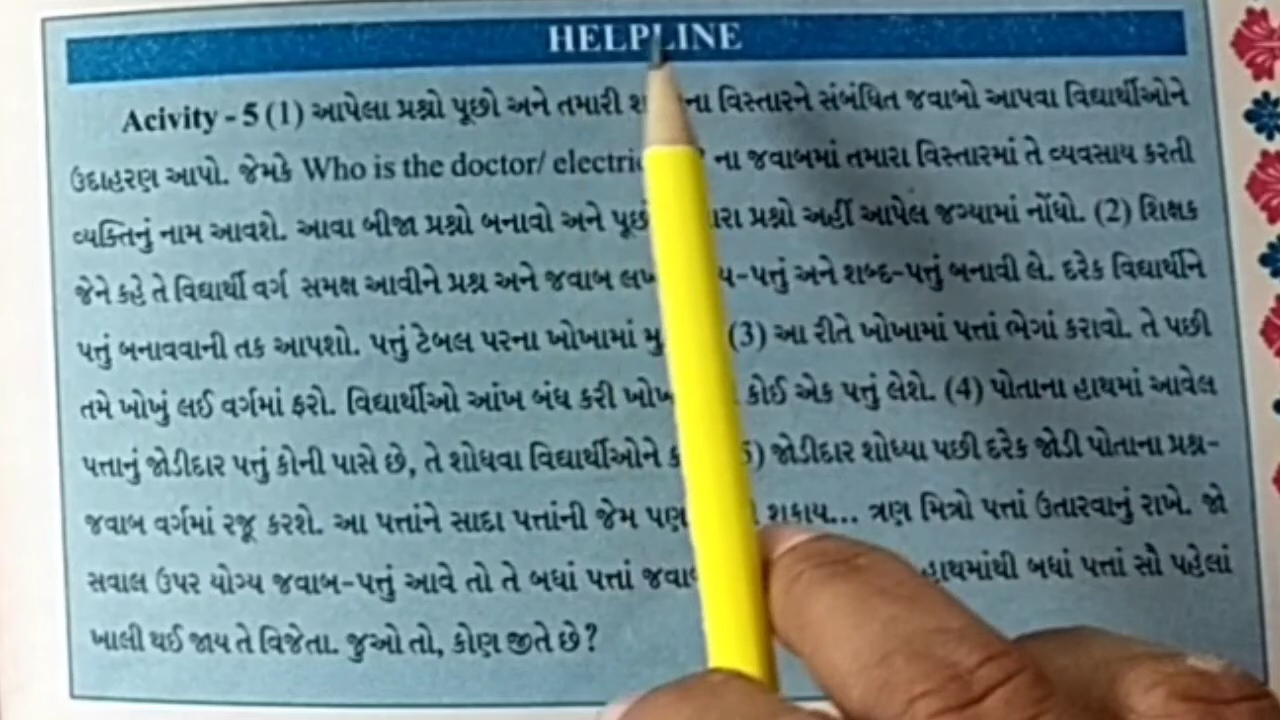 HELPLINE
Acivity - 5 (1) આપેલા પ્રશ્નો પૂછો અને તમારી વિસ્તારને સંબંધિત જવાબો આપવા વિદ્યાર્થીઓને
ઉદાહરણ આપો. જેમકે Who is the doctor/ ના જવાબમાં તમારા વિસ્તારમાં તે વ્યવસાય કરતી
વ્યક્તિનું નામ આવશે. આવા બીજા પ્રશ્નો બનાવો અને પ્રશ્નો અહીં આપેલ જગ્યામાં નોંધો. (2) શિક્ષક
જેને કહે તે વિદ્યાર્થી વર્ગ સમક્ષ આવીને પ્રશ્ન અને જવાબ અને શબ્દ-પત્તું બનાવી લે. દરેક વિદ્યાર્થીને
પત્તું બનાવવાની તક આપશો. પત્તું ટેબલ પરના ખોખામાં (3) આ રીતે ખોખામાં પત્તાં ભેગાં કરાવો. તે પછી
તમે ખોખું લઈ વર્ગમાં ફરો. વિદ્યાર્થીઓ આંખ બંધ કરી કોઈ એક પત્તું લેશે. (4) પોતાના હાથમાં આવેલ
પત્તાનું જોડીદાર પત્તું કોની પાસે છે, તે શોધવા વિદ્યાર્થીઓને જોડીદાર શોધ્યા પછી દરેક જોડી પોતાના પ્રશ્ન-
જવાબ વર્ગમાં રજૂ કરશે. આ પત્તાંને સાદા પત્તાંની જેમ પણ શકાય... ત્રણ મિત્રો પત્તાં ઉતારવાનું રાખે. જો
સવાલ ઉપર યોગ્ય જવાબ-પત્તું આવે તો તે બધાં પત્તાં હાથમાંથી બધાં પત્તાં સૌ પહેલાં
ખાલી થઈ જાય તે વિજેતા. જુઓ તો, કોણ જીતે છે?